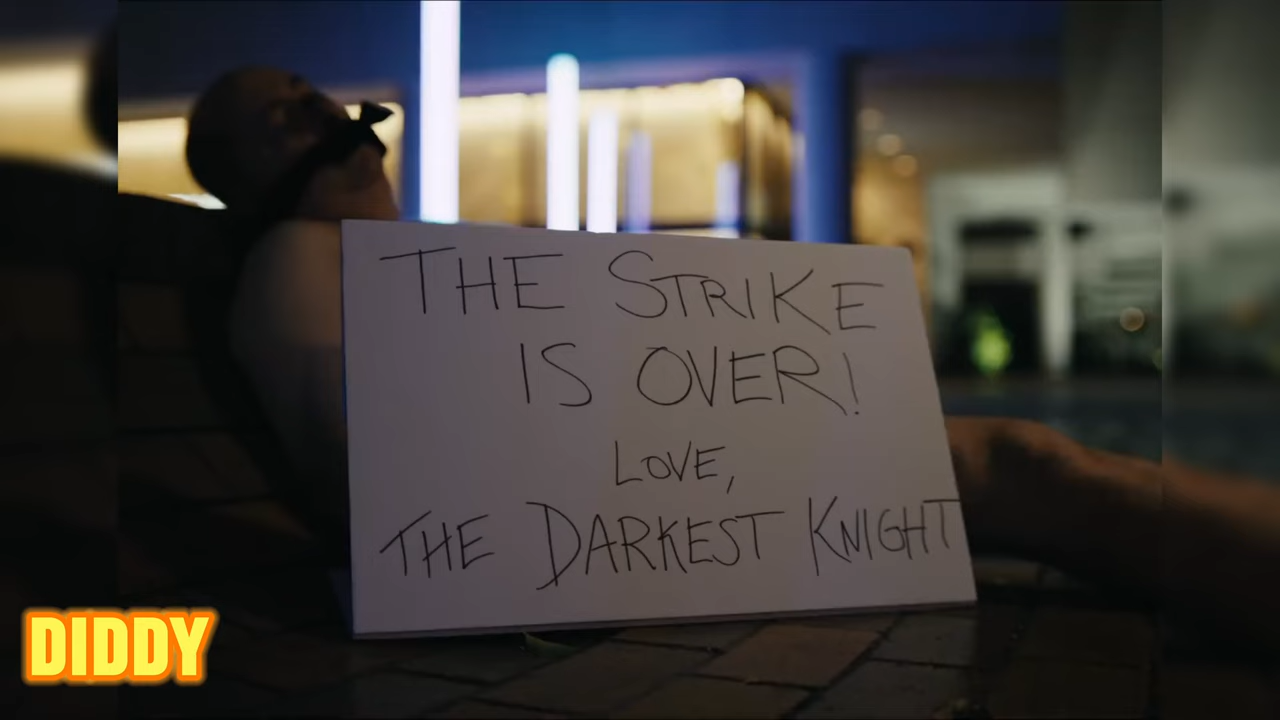 THE STRIKE
IS OVER!
LOVE,
THE DARKEST KNIGHT
DIDDY